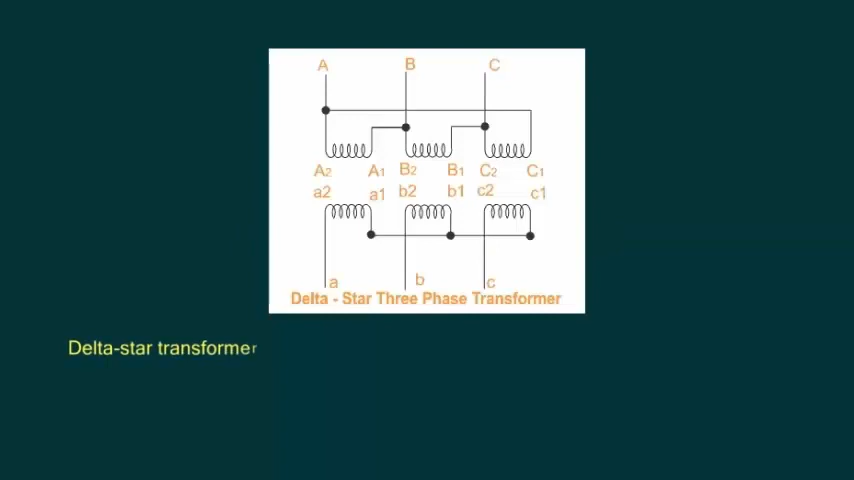 A B C
A2 A1 B2 B1 C2 C1
a2 a1 b2 b1 c2 c1
a b c
Delta - Star Three Phase Transformer
Delta-star transformer